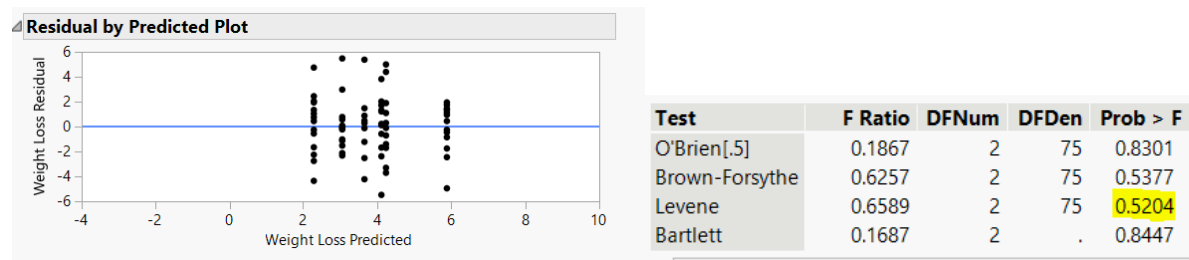 Residual by Predicted Plot
Weight Loss Residual
6
4
2
0
-2
-4
-6
-4 -2 0 2 4 6 8 10
Weight Loss Predicted
Test F Ratio DFNum DFDen Prob > F
O'Brien[.5] 0.1867 2 75 0.8301
Brown-Forsythe 0.6257 2 75 0.5377
Levene 0.6589 2 75 0.5204
Bartlett 0.1687 2 . 0.8447